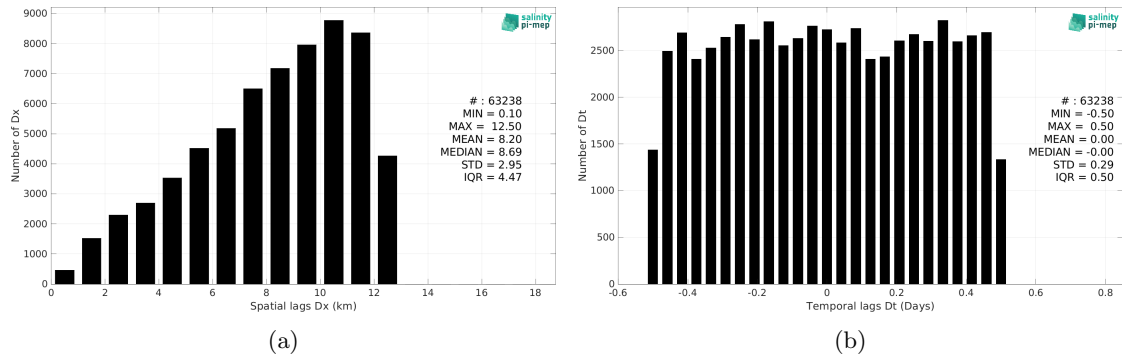 9000
8000
7000
6000
5000
4000
3000
2000
1000
0
Number of Dx
0 2 4 6 8 10 12 14 16 18
Spatial lags Dx (km)
salinity
pi-mep
# : 63238
MIN = 0.10
MAX = 12.50
MEAN = 8.20
MEDIAN = 8.69
STD = 2.95
IQR = 4.47
(a)
2500
2000
1500
1000
500
0
Number of Dt
-0.6 -0.4 -0.2 0 0.2 0.4 0.6 0.8
Temporal lags Dt (Days)
salinity
pi-mep
# : 63238
MIN = -0.50
MAX = 0.50
MEAN = 0.00
MEDIAN = -0.00
STD = 0.29
IQR = 0.50
(b)